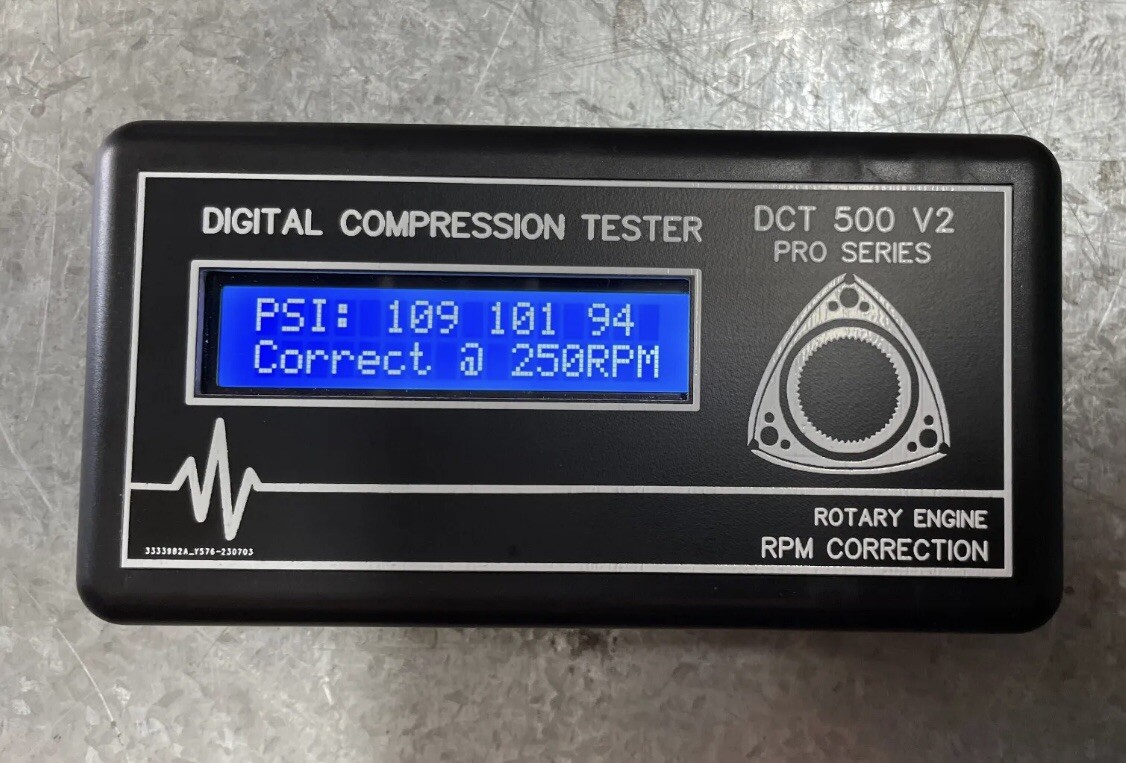 DIGITAL COMPRESSION TESTER
DCT 500 V2
PRO SERIES
PSI: 109 101 94
Correct @ 250RPM
ROTARY ENGINE
RPM CORRECTION
3333982A_Y576-230703